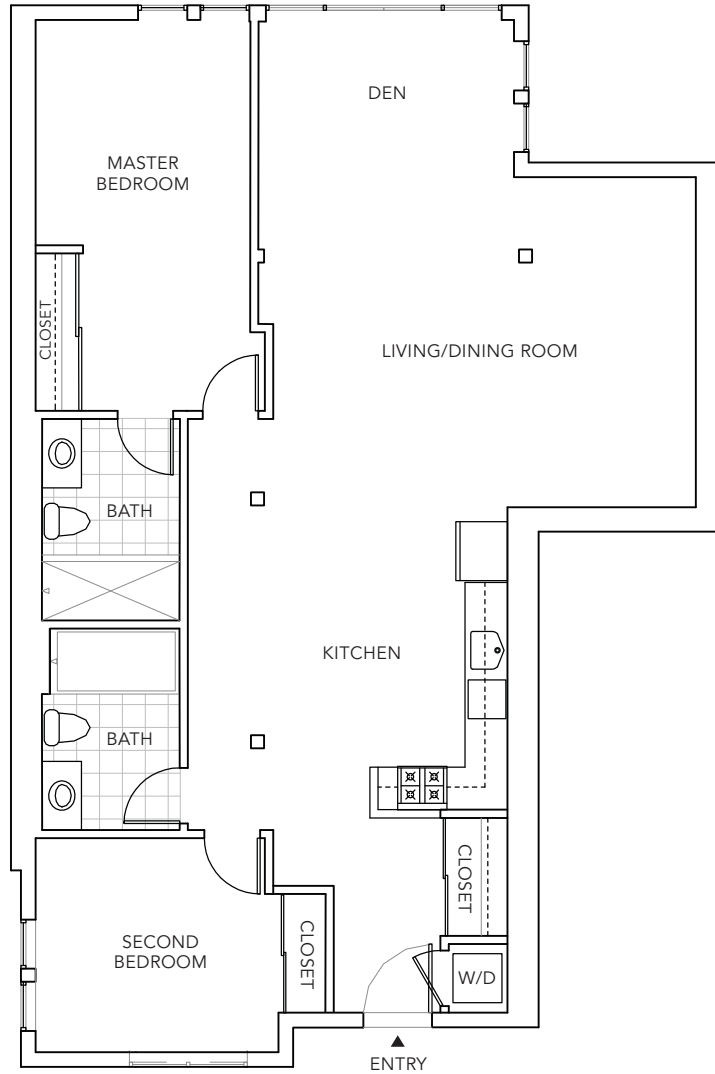 DEN
MASTER
BEDROOM
CLOSET
LIVING/DINING ROOM
BATH
KITCHEN
BATH
CLOSET
SECOND
BEDROOM
CLOSET
W/D
ENTRY